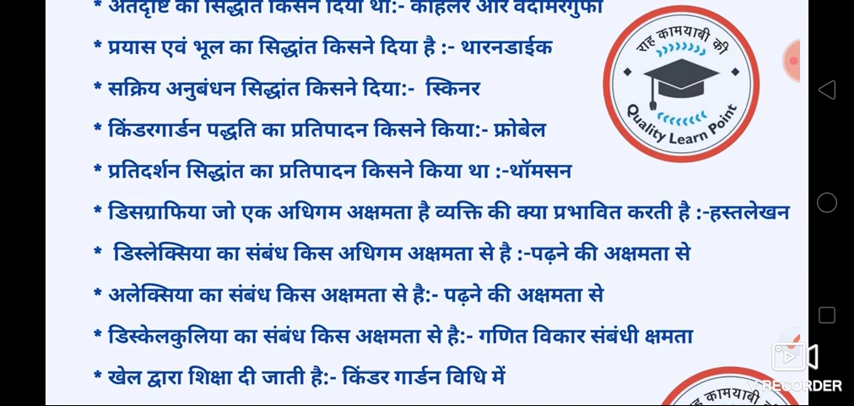 * अंतर्दृष्टि का सिद्धांत किसने दिया था:- कोहलर और वर्दीमरगुफा
* प्रयास एवं भूल का सिद्धांत किसने दिया है :- थारनडाईक
* सक्रिय अनुबंधन सिद्धांत किसने दिया:- स्किनर
* किंडरगार्डन पद्धति का प्रतिपादन किसने किया:- फ्रोबेल
* प्रतिदर्शन सिद्धांत का प्रतिपादन किसने किया था :-थॉमसन
* डिसग्राफिया जो एक अधिगम अक्षमता है व्यक्ति की क्या प्रभावित करती है :-हस्तलेखन
* डिस्लेक्सिया का संबंध किस अधिगम अक्षमता से है :-पढ़ने की अक्षमता से
* अलेक्सिया का संबंध किस अक्षमता से है:- पढ़ने की अक्षमता से
* डिस्केलकुलिया का संबंध किस अक्षमता से है:- गणित विकार संबंधी क्षमता
* खेल द्वारा शिक्षा दी जाती है:- किंडर गार्डन विधि में
राह कामयाबी की
Quality Learn Point
V RECORDER
राह कामयाबी की